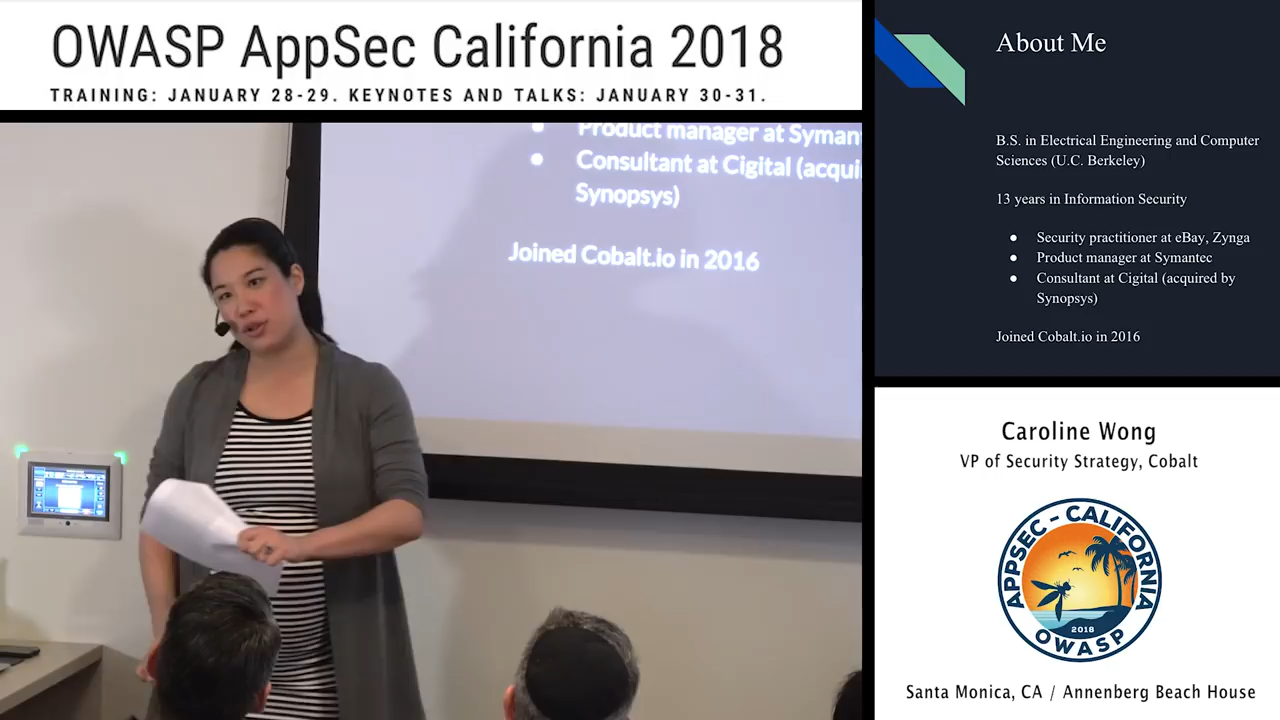 OWASP AppSec California 2018
TRAINING: JANUARY 28-29. KEYNOTES AND TALKS: JANUARY 30-31.
Product manager at
Consultant at Cigital
Synopsys)
Joined Cobalt.io in 2016
About Me
B.S. in Electrical Engineering and Computer
Sciences (U.C. Berkeley)
13 years in Information Security
● Security practitioner at eBay, Zynga
● Product manager at Symantec
● Consultant at Cigital (acquired by
Synopsys)
Joined Cobalt.io in 2016
Caroline Wong
VP of Security Strategy, Cobalt
APPSEC - CALIFORNIA
2018
OWASP
Santa Monica, CA / Annenberg Beach House